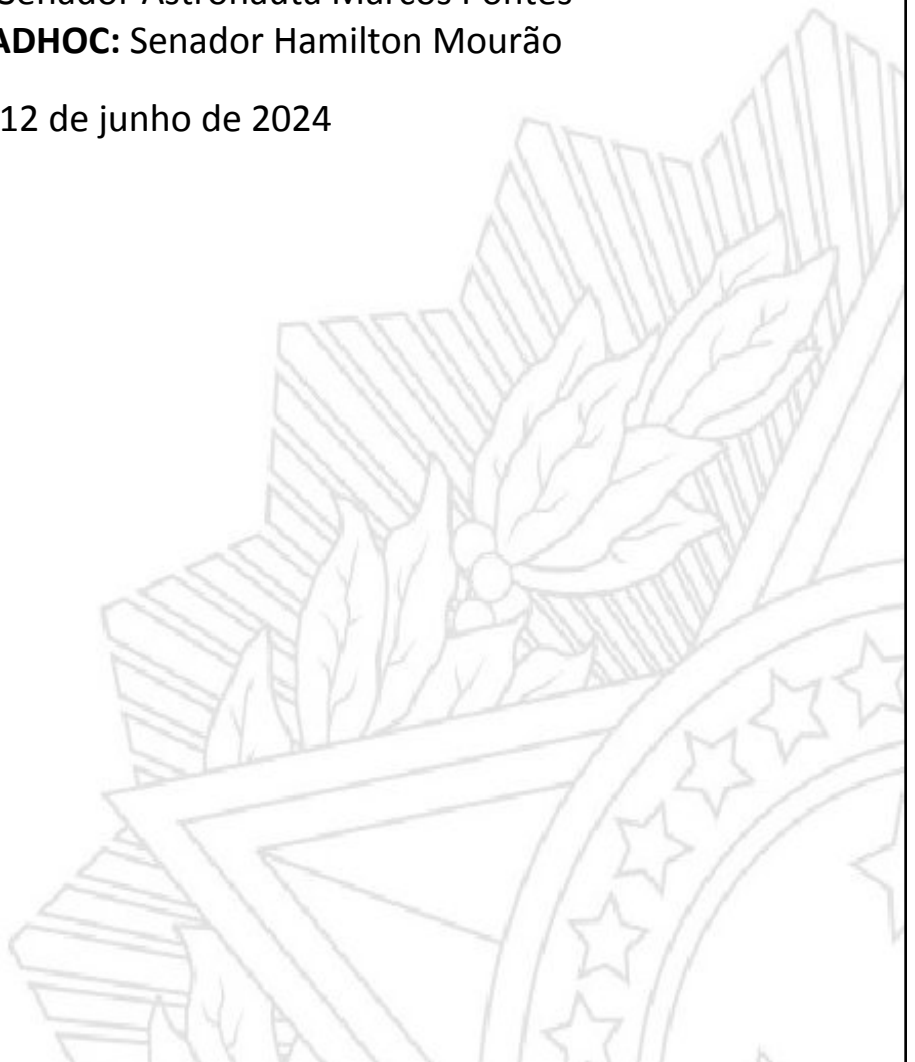 Senador Astronauta Marcos Pontes
ADHOC: Senador Hamilton Mourão
12 de junho de 2024